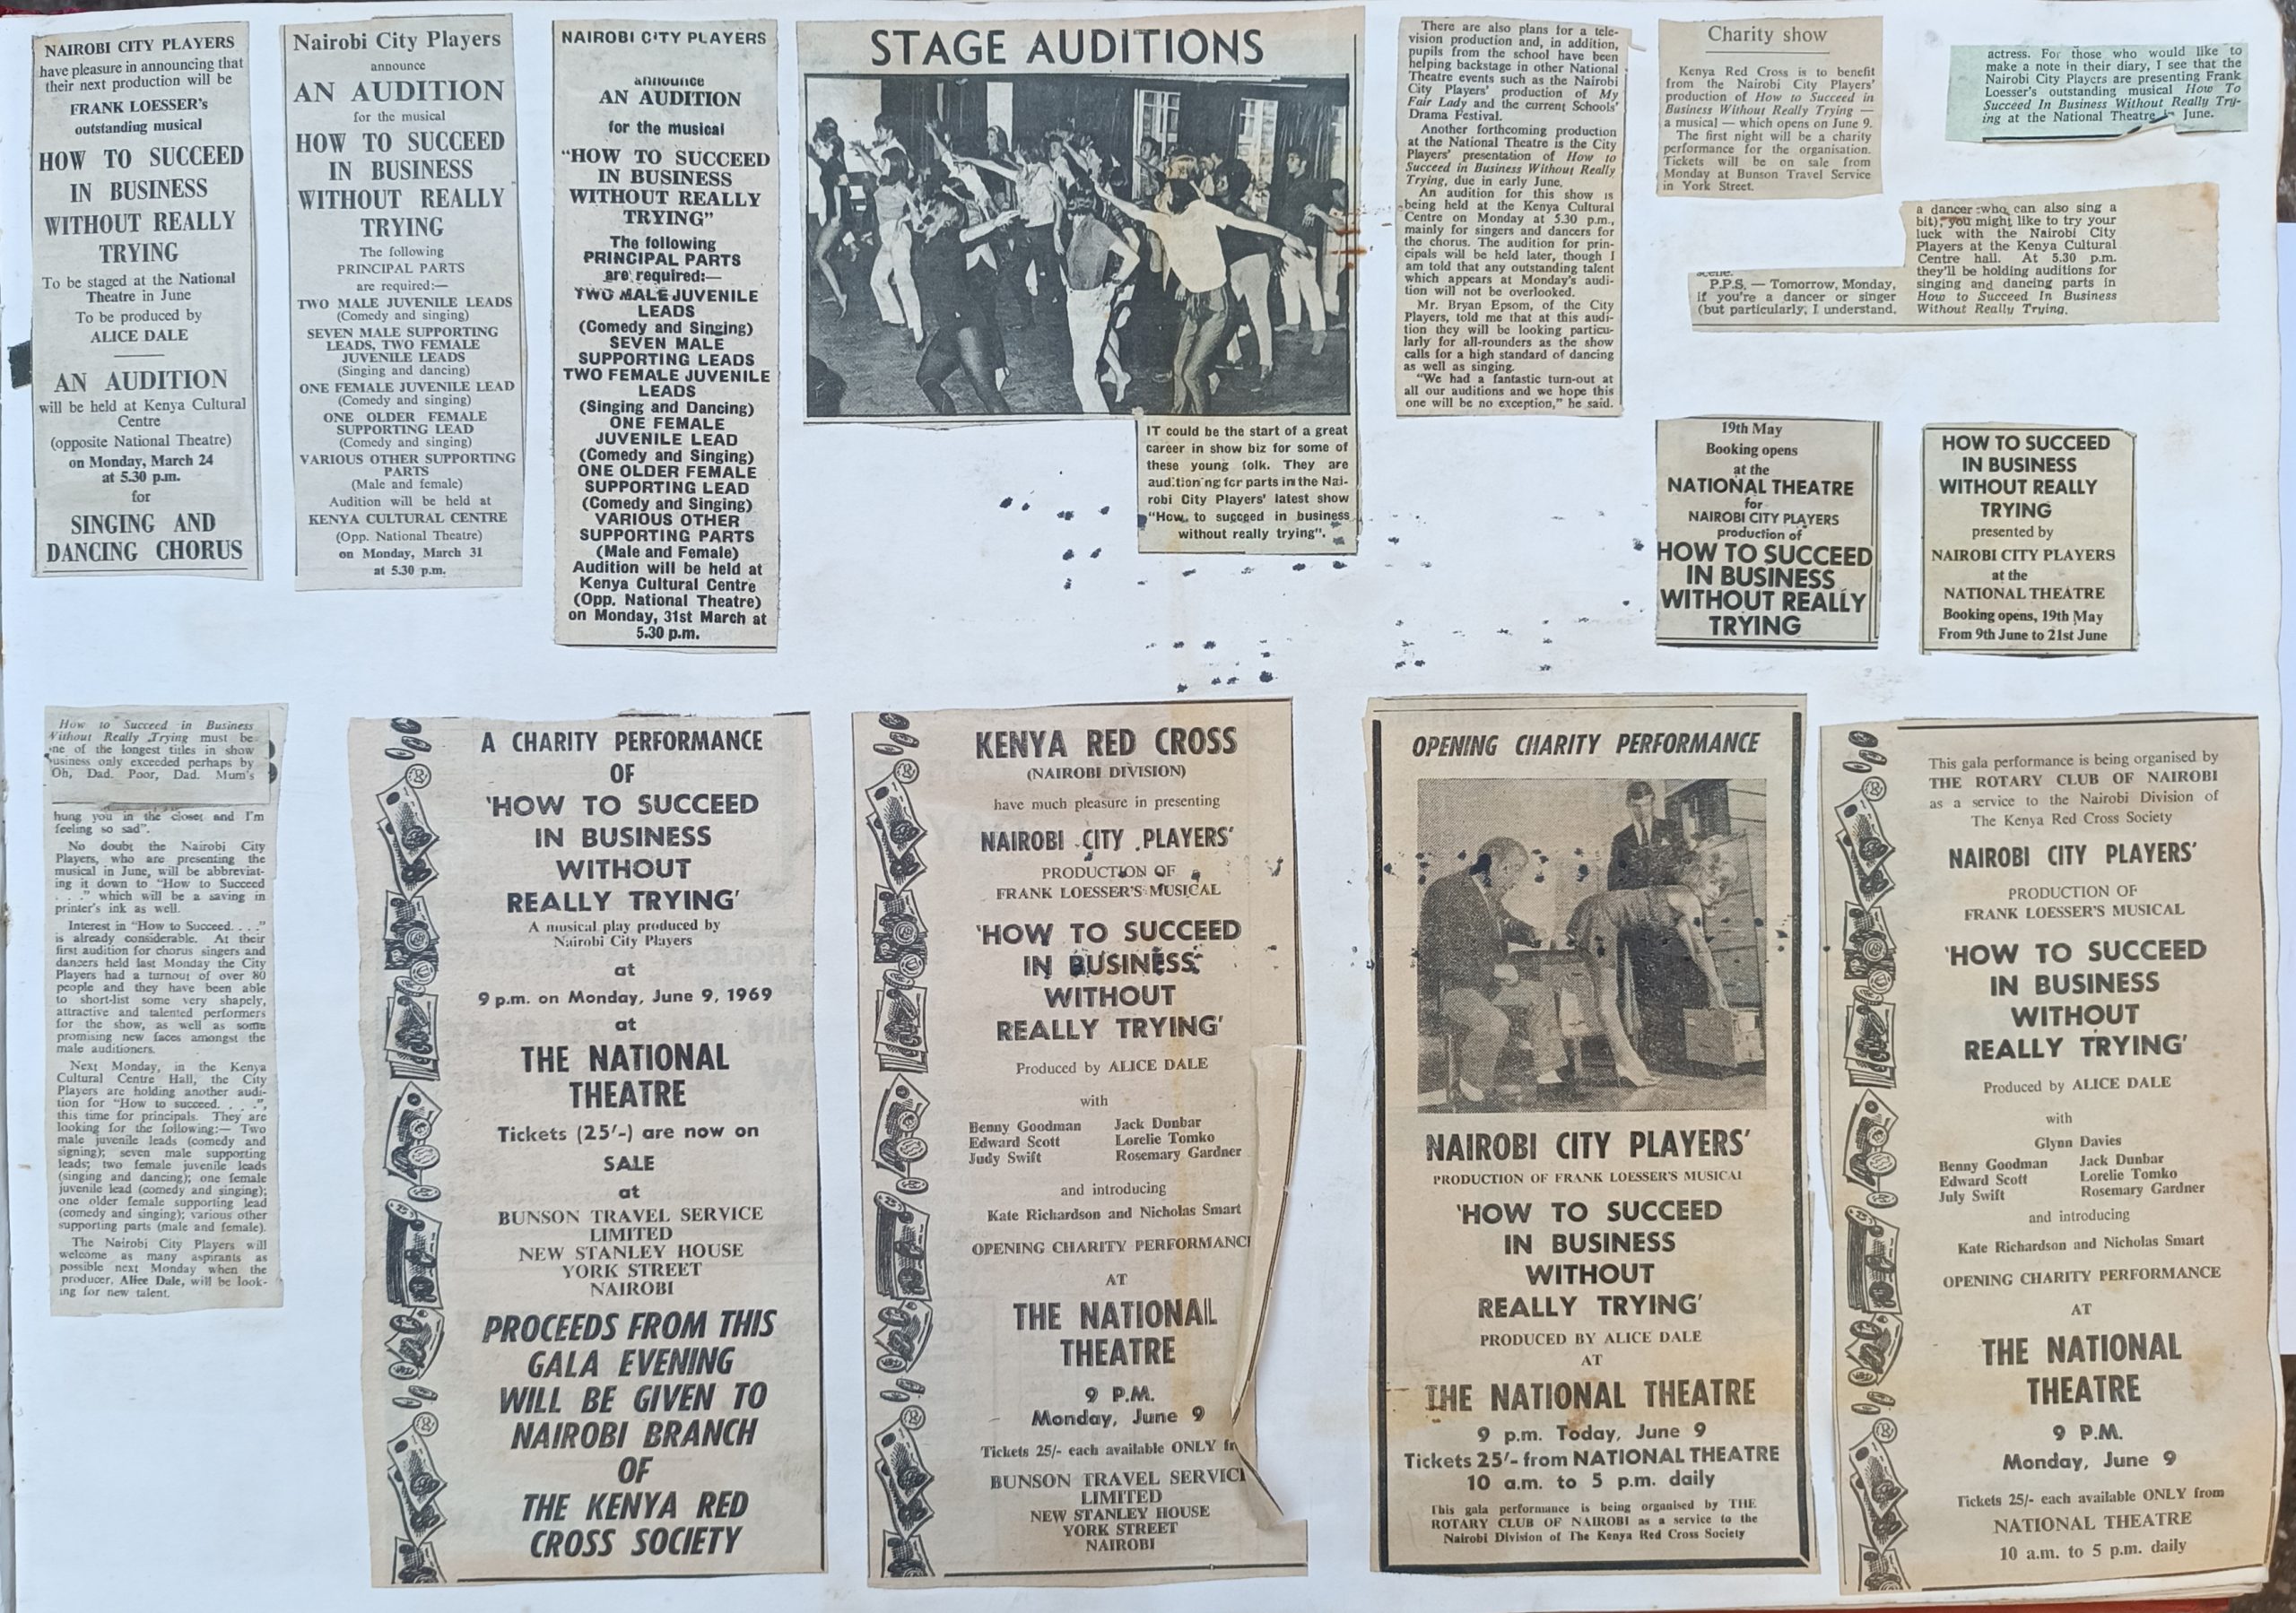 NAIROBI CITY PLAYERS
have pleasure in announcing that
their next production will be
FRANK LOESSER's
outstanding musical
HOW TO SUCCEED
IN BUSINESS
WITHOUT REALLY
TRYING
To be staged at the National
Theatre in June
To be produced by
ALICE DALE
AN AUDITION
will be held at Kenya Cultural
Centre
(opposite National Theatre)
on Monday, March 24
at 5.30 p.m.
for
SINGING AND
DANCING CHORUS
Nairobi City Players
announce
AN AUDITION
for the musical
HOW TO SUCCEED
IN BUSINESS
WITHOUT REALLY
TRYING
The following
PRINCIPAL PARTS
are required:—
TWO MALE JUVENILE LEADS
(Comedy and singing)
SEVEN MALE SUPPORTING
LEADS, TWO FEMALE
JUVENILE LEADS
(Singing and dancing)
ONE FEMALE JUVENILE LEAD
(Comedy and singing)
ONE OLDER FEMALE
SUPPORTING LEAD
(Comedy and singing)
VARIOUS OTHER SUPPORTING
PARTS
(Male and female)
Audition will be held at
KENYA CULTURAL CENTRE
(Opp. National Theatre)
on Monday, March 31
at 5.30 p.m.
NAIROBI CITY PLAYERS
announce
AN AUDITION
for the musical
"HOW TO SUCCEED
IN BUSINESS
WITHOUT REALLY
TRYING"
The following
PRINCIPAL PARTS
are required:—
TWO MALE JUVENILE
LEADS
(Comedy and Singing)
SEVEN MALE
SUPPORTING LEADS
TWO FEMALE JUVENILE
LEADS
(Singing and Dancing)
ONE FEMALE
JUVENILE LEAD
(Comedy and Singing)
ONE OLDER FEMALE
SUPPORTING LEAD
(Comedy and Singing)
VARIOUS OTHER
SUPPORTING PARTS
(Male and Female)
Audition will be held at
Kenya Cultural Centre
(Opp. National Theatre)
on Monday, 31st March at
5.30 p.m.
STAGE AUDITIONS
IT could be the start of a great
career in show biz for some of
these young folk. They are
auditioning for parts in the Nai-
robi City Players' latest show
"How to succeed in business
without really trying".
There are also plans for a tele-
vision production and, in addition,
pupils from the school have been
helping backstage in other National
Theatre events such as the Nairobi
City Players' production of My
Fair Lady and the current Schools'
Drama Festival.
Another forthcoming production
at the National Theatre is the City
Players' presentation of How to
Succeed in Business Without Really
Trying, due in early June.
An audition for this show is
being held at the Kenya Cultural
Centre on Monday at 5.30 p.m.,
mainly for singers and dancers for
the chorus. The audition for prin-
cipals will be held later, though I
am told that any outstanding talent
which appears at Monday's audi-
tion will not be overlooked.
Mr. Bryan Epsom, of the City
Players, told me that at this audi-
tion they will be looking particu-
larly for all-rounders as the show
calls for a high standard of dancing
as well as singing.
"We had a fantastic turn-out at
all our auditions and we hope this
one will be no exception," he said.
Charity show
Kenya Red Cross is to benefit
from the Nairobi City Players'
production of How to Succeed in
Business Without Really Trying —
a musical — which opens on June 9.
The first night will be a charity
performance for the organisation.
Tickets will be on sale from
Monday at Bunson Travel Service
in York Street.
actress. For those who would like to
make a note in their diary, I see that the
Nairobi City Players are presenting Frank
Loesser's outstanding musical How To
Succeed In Business Without Really Try-
ing at the National Theatre in June.
scene.
P.P.S. — Tomorrow, Monday,
if you're a dancer or singer
(but particularly, I understand,
a dancer who can also sing a
bit), you might like to try your
luck with the Nairobi City
Players at the Kenya Cultural
Centre hall. At 5.30 p.m.
they'll be holding auditions for
singing and dancing parts in
How to Succeed In Business
Without Really Trying.
19th May
Booking opens
at the
NATIONAL THEATRE
for
NAIROBI CITY PLAYERS
production of
HOW TO SUCCEED
IN BUSINESS
WITHOUT REALLY
TRYING
HOW TO SUCCEED
IN BUSINESS
WITHOUT REALLY
TRYING
presented by
NAIROBI CITY PLAYERS
at the
NATIONAL THEATRE
Booking opens, 19th May
From 9th June to 21st June
How to Succeed in Business
Without Really Trying must be
one of the longest titles in show
business only exceeded perhaps by
"Oh, Dad. Poor, Dad. Mum's
hung you in the closet and I'm
feeling so sad".
No doubt the Nairobi City
Players, who are presenting the
musical in June, will be abbreviat-
ing it down to "How to Succeed
. . ." which will be a saving in
printer's ink as well.
Interest in "How to Succeed. . . ."
is already considerable. At their
first audition for chorus singers and
dancers held last Monday the City
Players had a turnout of over 80
people and they have been able
to short-list some very shapely,
attractive and talented performers
for the show, as well as some
promising new faces amongst the
male auditioners.
Next Monday, in the Kenya
Cultural Centre Hall, the City
Players are holding another audi-
tion for "How to succeed. . . .",
this time for principals. They are
looking for the following:— Two
male juvenile leads (comedy and
signing); seven male supporting
leads; two female juvenile leads
(singing and dancing); one female
juvenile lead (comedy and singing);
one older female supporting lead
(comedy and singing); various other
supporting parts (male and female).
The Nairobi City Players will
welcome as many aspirants as
possible next Monday when the
producer, Alice Dale, will be look-
ing for new talent.
A CHARITY PERFORMANCE
OF
'HOW TO SUCCEED
IN BUSINESS
WITHOUT
REALLY TRYING'
A musical play produced by
Nairobi City Players
at
9 p.m. on Monday, June 9, 1969
at
THE NATIONAL
THEATRE
Tickets (25'-) are now on
SALE
at
BUNSON TRAVEL SERVICE
LIMITED
NEW STANLEY HOUSE
YORK STREET
NAIROBI
PROCEEDS FROM THIS
GALA EVENING
WILL BE GIVEN TO
NAIROBI BRANCH
OF
THE KENYA RED
CROSS SOCIETY
KENYA RED CROSS
(NAIROBI DIVISION)
have much pleasure in presenting
NAIROBI CITY PLAYERS'
PRODUCTION OF
FRANK LOESSER'S MUSICAL
'HOW TO SUCCEED
IN BUSINESS
WITHOUT
REALLY TRYING'
Produced by ALICE DALE
with
Benny Goodman Jack Dunbar
Edward Scott Lorelie Tomko
Judy Swift Rosemary Gardner
and introducing
Kate Richardson and Nicholas Smart
OPENING CHARITY PERFORMANC
AT
THE NATIONAL
THEATRE
9 P.M.
Monday, June 9
Tickets 25/- each available ONLY fr
BUNSON TRAVEL SERVIC
LIMITED
NEW STANLEY HOUSE
YORK STREET
NAIROBI
OPENING CHARITY PERFORMANCE
NAIROBI CITY PLAYERS'
PRODUCTION OF FRANK LOESSER'S MUSICAL
'HOW TO SUCCEED
IN BUSINESS
WITHOUT
REALLY TRYING'
PRODUCED BY ALICE DALE
AT
THE NATIONAL THEATRE
9 p.m. Today, June 9
Tickets 25'- from NATIONAL THEATRE
10 a.m. to 5 p.m. daily
This gala performance is being organised by THE
ROTARY CLUB OF NAIROBI as a service to the
Nairobi Division of The Kenya Red Cross Society
This gala performance is being organised by
THE ROTARY CLUB OF NAIROBI
as a service to the Nairobi Division of
The Kenya Red Cross Society
NAIROBI CITY PLAYERS'
PRODUCTION OF
FRANK LOESSER'S MUSICAL
'HOW TO SUCCEED
IN BUSINESS
WITHOUT
REALLY TRYING'
Produced by ALICE DALE
with
Glynn Davies
Benny Goodman Jack Dunbar
Edward Scott Lorelie Tomko
July Swift Rosemary Gardner
and introducing
Kate Richardson and Nicholas Smart
OPENING CHARITY PERFORMANCE
AT
THE NATIONAL
THEATRE
9 P.M.
Monday, June 9
Tickets 25/- each available ONLY from
NATIONAL THEATRE
10 a.m. to 5 p.m. daily